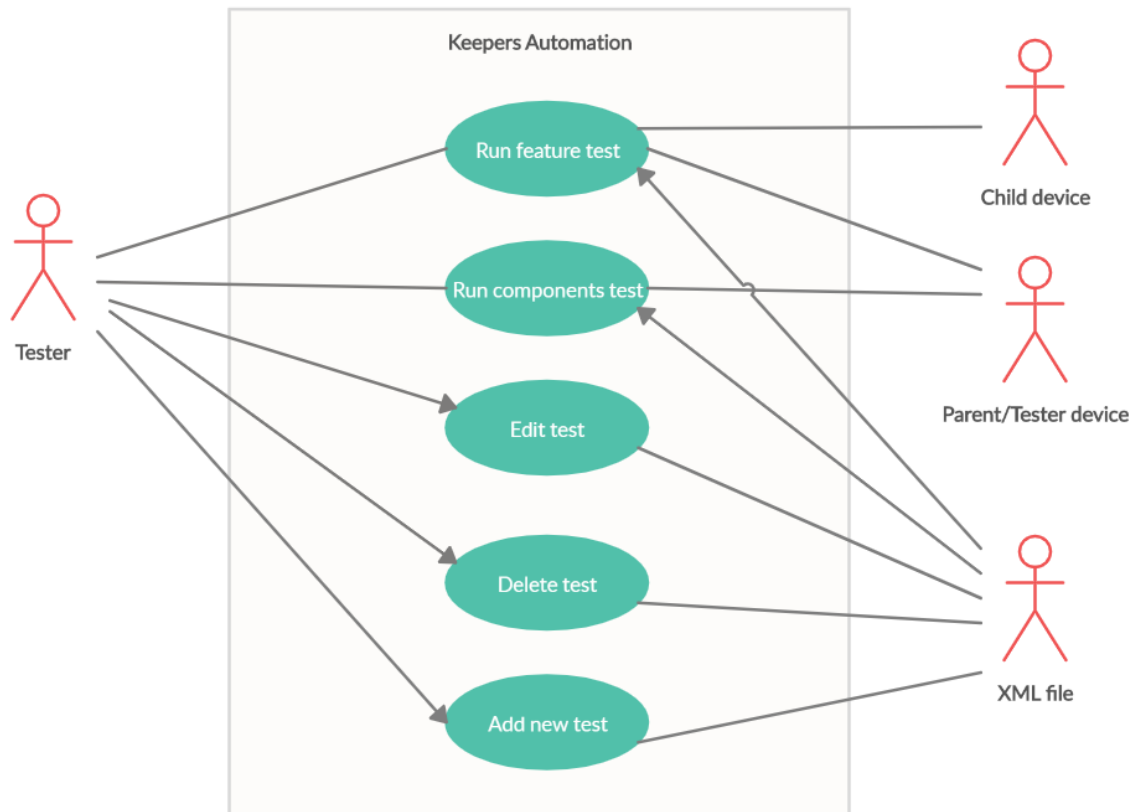 Keepers Automation
Run feature test
Child device
Run components test
Tester
Parent/Tester device
Edit test
Delete test
XML file
Add new test